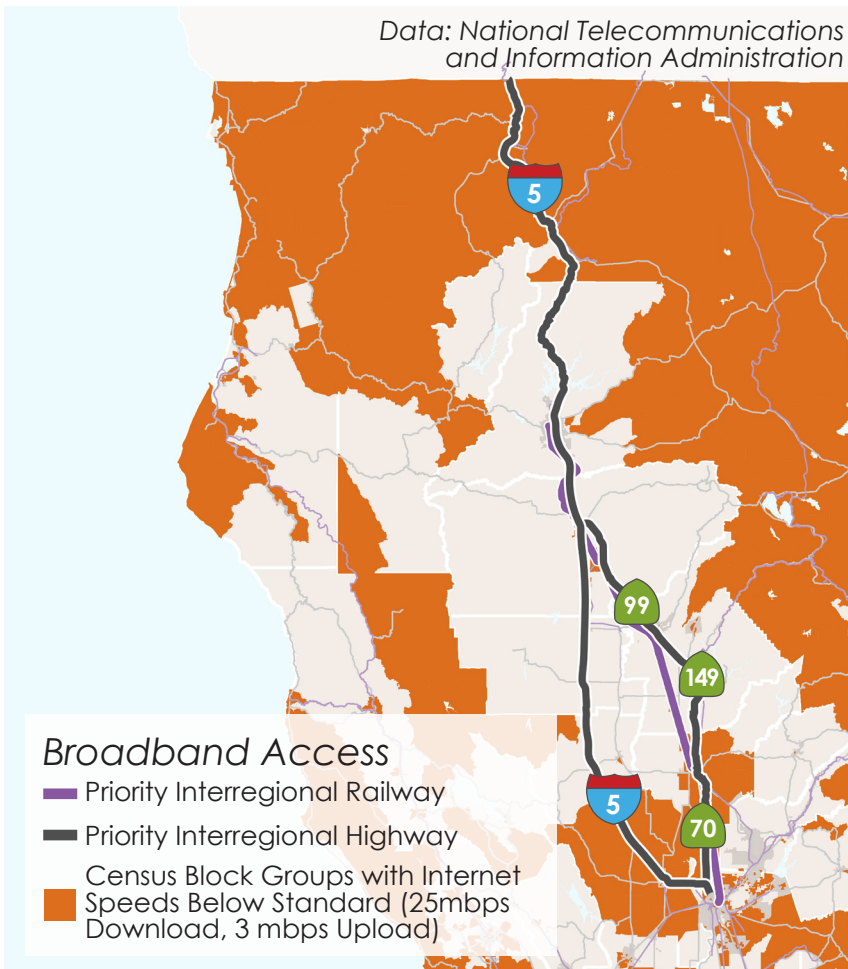 Data: National Telecommunications
and Information Administration
5
99
149
5
70
Broadband Access
Priority Interregional Railway
Priority Interregional Highway
Census Block Groups with Internet
Speeds Below Standard (25mbps
Download, 3 mbps Upload)